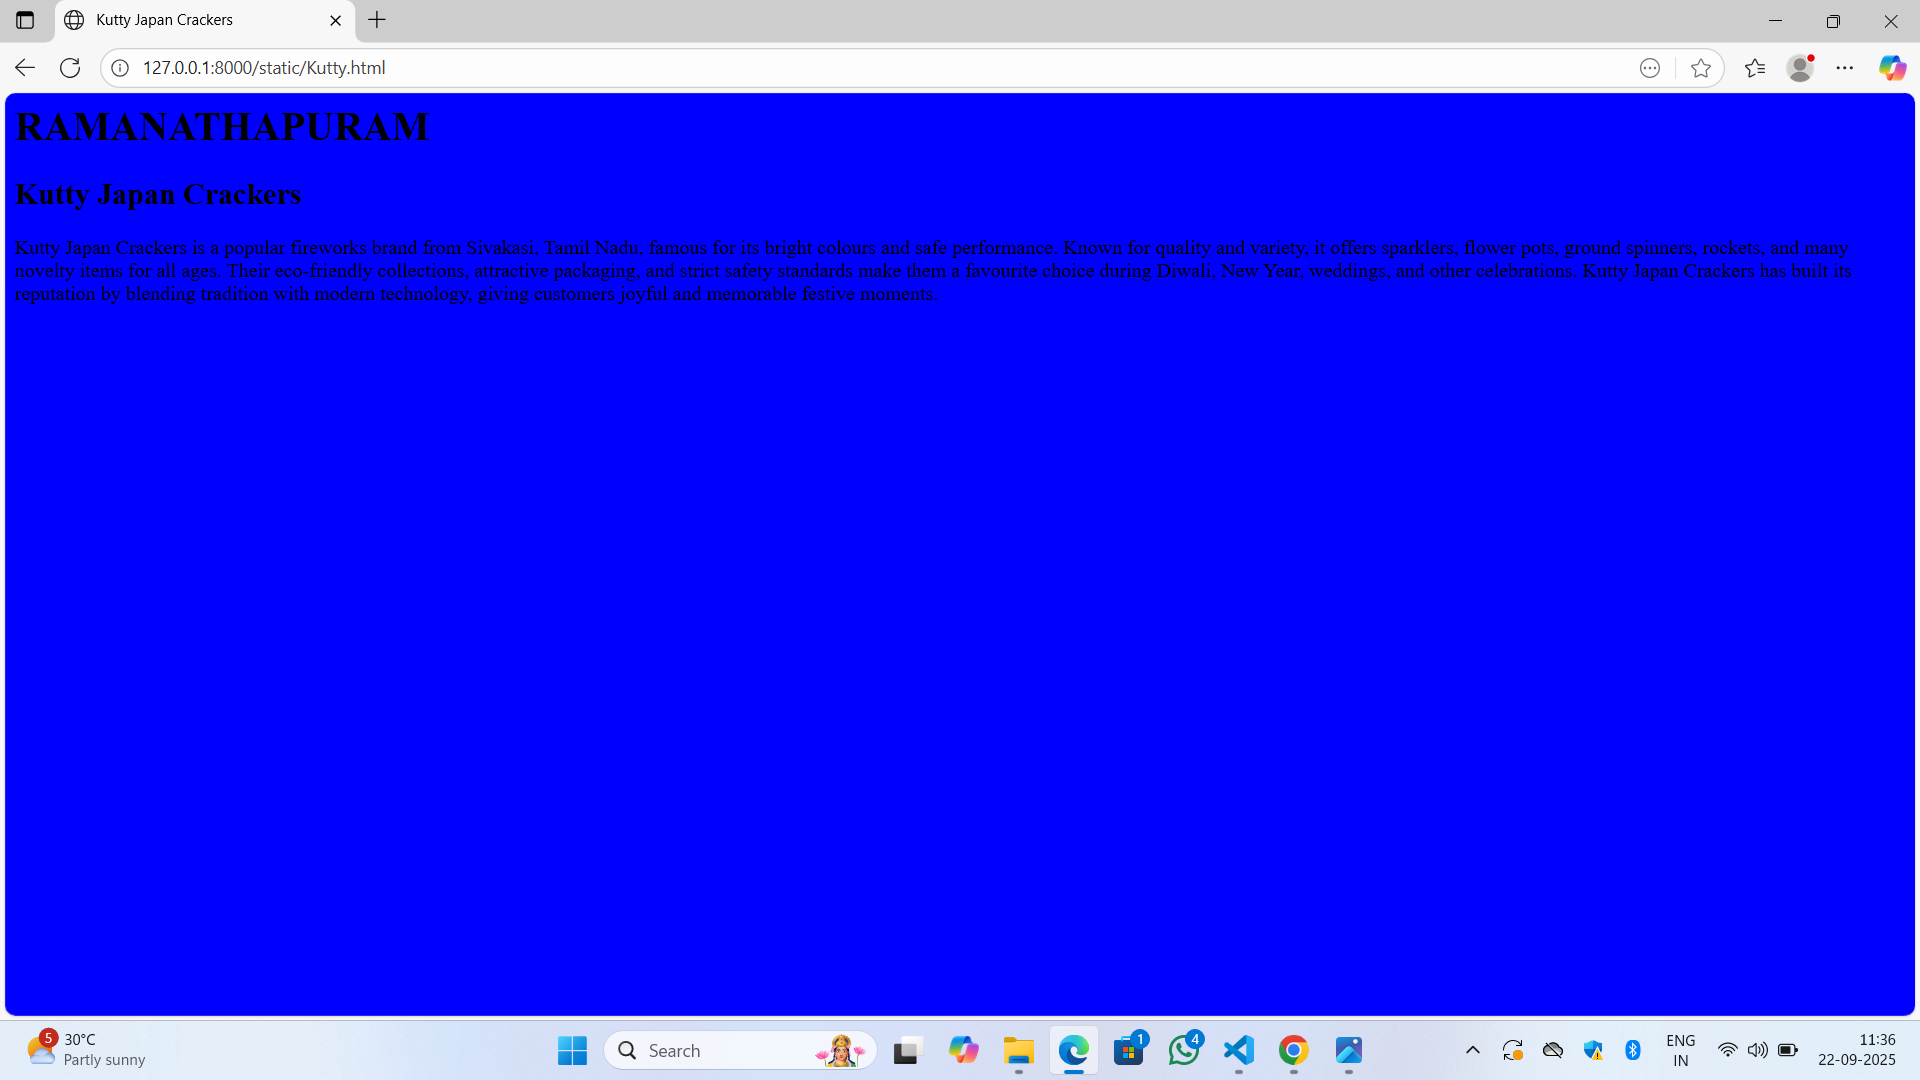 Kutty Japan Crackers
127.0.0.1:8000/static/Kutty.html
RAMANATHAPURAM
Kutty Japan Crackers
Kutty Japan Crackers is a popular fireworks brand from Sivakasi, Tamil Nadu, famous for its bright colours and safe performance. Known for quality and variety, it offers sparklers, flower pots, ground spinners, rockets, and many
novelty items for all ages. Their eco-friendly collections, attractive packaging, and strict safety standards make them a favourite choice during Diwali, New Year, weddings, and other celebrations. Kutty Japan Crackers has built its
reputation by blending tradition with modern technology, giving customers joyful and memorable festive moments.
5
30°C
Partly sunny
Search
1
4
ENG
IN
11:36
22-09-2025